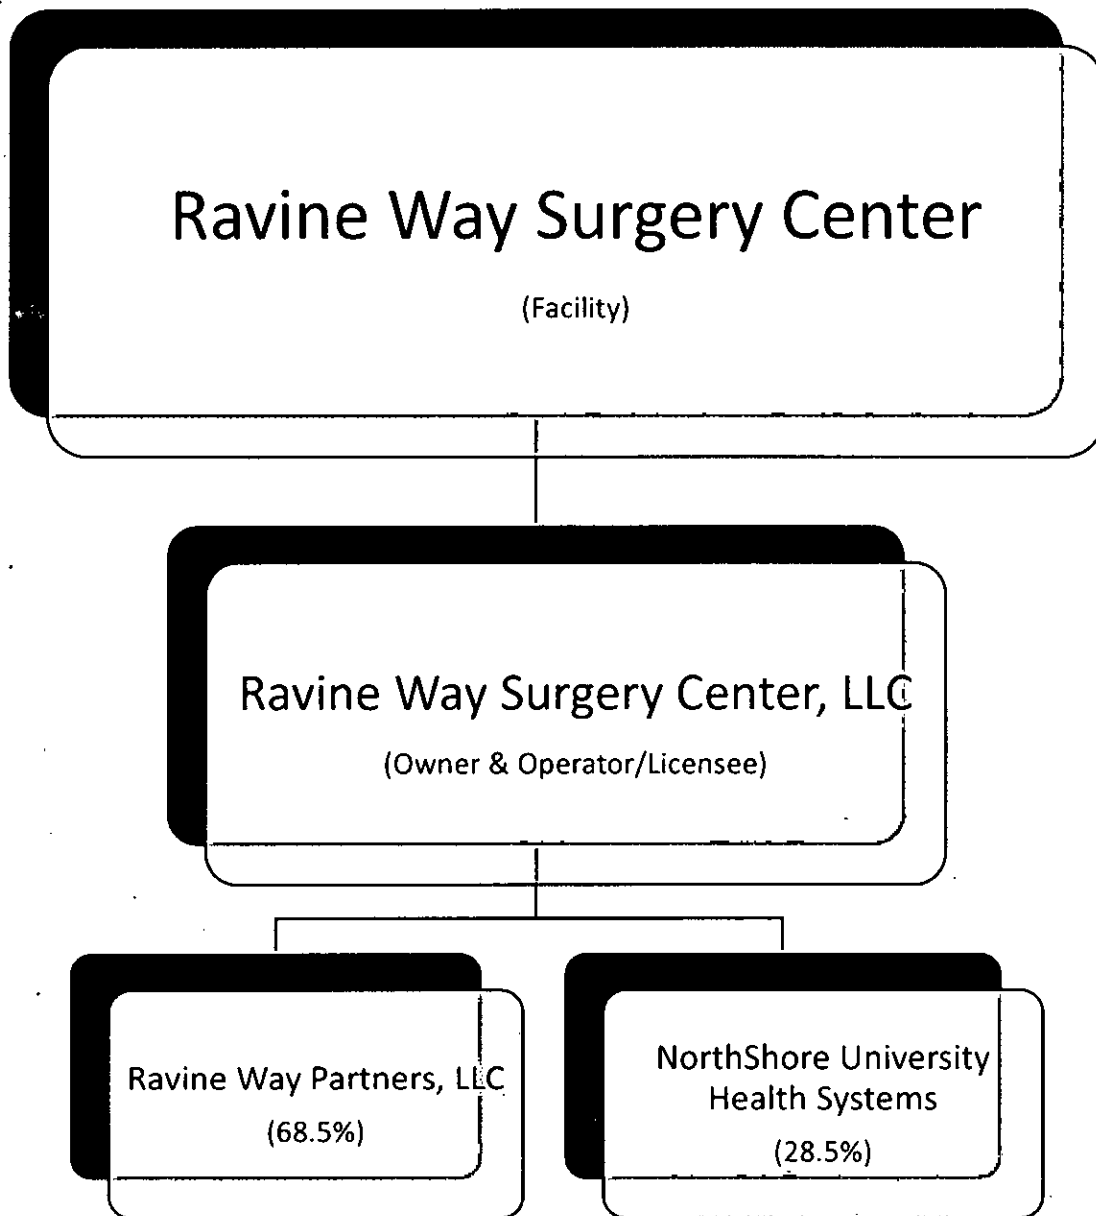 Ravine Way Surgery Center
(Facility)
Ravine Way Surgery Center, LLC
(Owner & Operator/Licensee)
Ravine Way Partners, LLC
(68.5%)
NorthShore University
Health Systems
(28.5%)